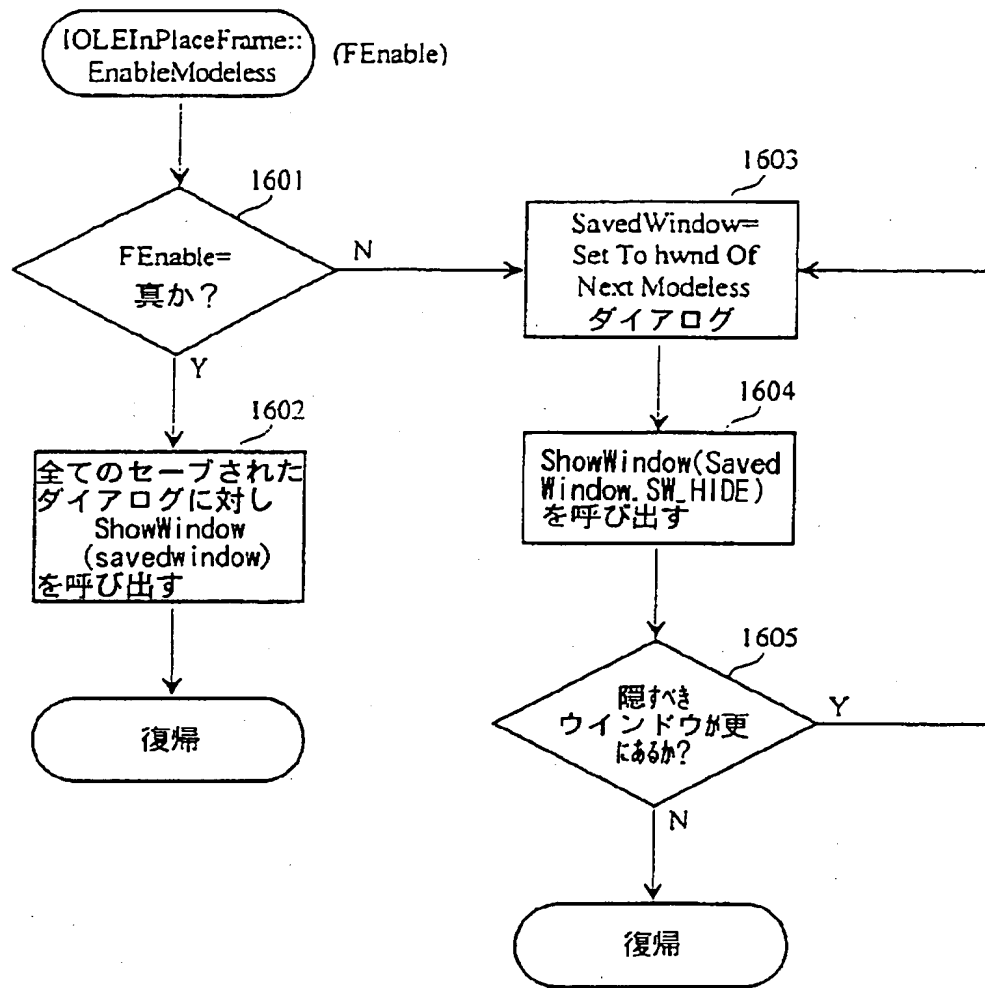 IOLEInPlaceFrame::
EnableModeless
(FEnable)
1601
FEnable=
真か?
N
Y
1602
全てのセーブされた
ダイアログに対し
ShowWindow
(savedwindow)
を呼び出す
復帰
1603
SavedWindow=
Set To hwnd Of
Next Modeless
ダイアログ
1604
ShowWindow(Saved
Window.SW_HIDE)
を呼び出す
1605
隠すべき
ウインドウが更
にあるか?
Y
N
復帰